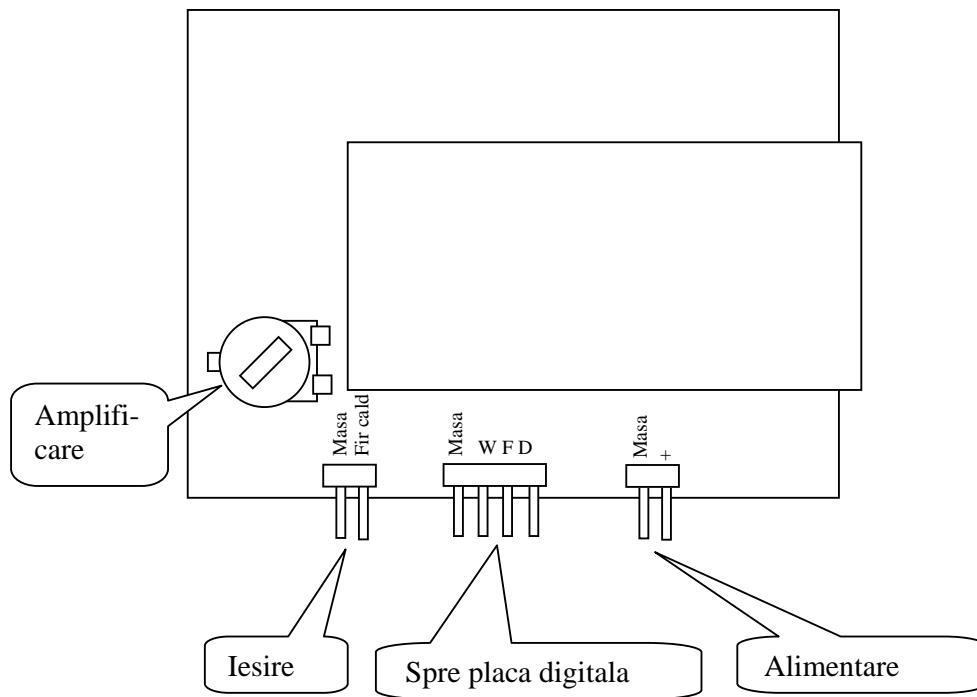 Amplifi-
care
Masa
Fir cald
Masa
W F D
Masa
+
Iesire
Spre placa digitala
Alimentare